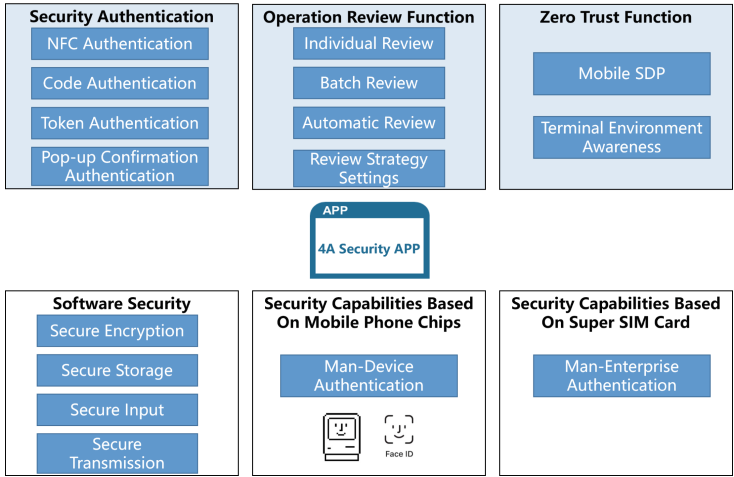 Security Authentication
NFC Authentication
Code Authentication
Token Authentication
Pop-up Confirmation
Authentication
Operation Review Function
Individual Review
Batch Review
Automatic Review
Review Strategy
Settings
Zero Trust Function
Mobile SDP
Terminal Environment
Awareness
APP
4A Security APP
Software Security
Secure Encryption
Secure Storage
Secure Input
Secure
Transmission
Security Capabilities Based
On Mobile Phone Chips
Man-Device
Authentication
Face ID
Security Capabilities Based
On Super SIM Card
Man-Enterprise
Authentication